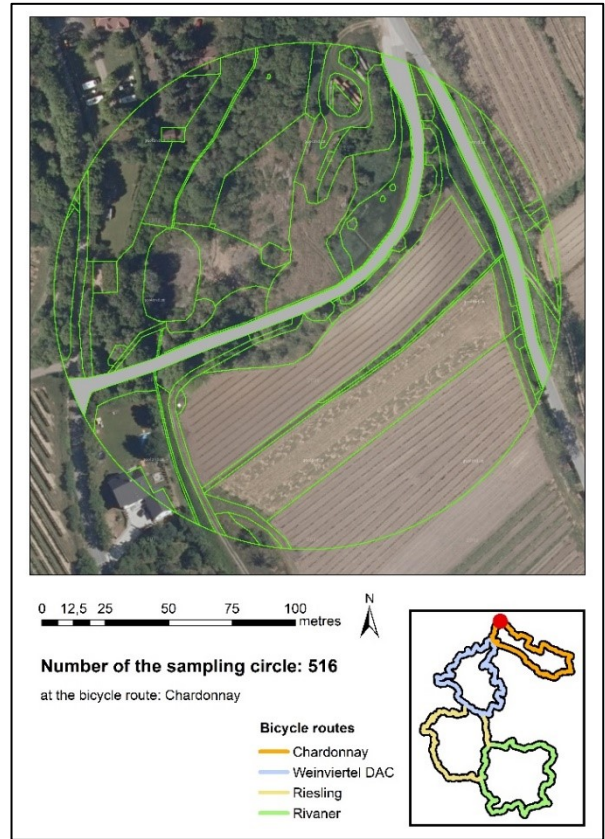 0 12,5 25 50 75 100
metres
N
Number of the sampling circle: 516
at the bicycle route: Chardonnay
Bicycle routes
Chardonnay
Weinviertel DAC
Riesling
Rivaner